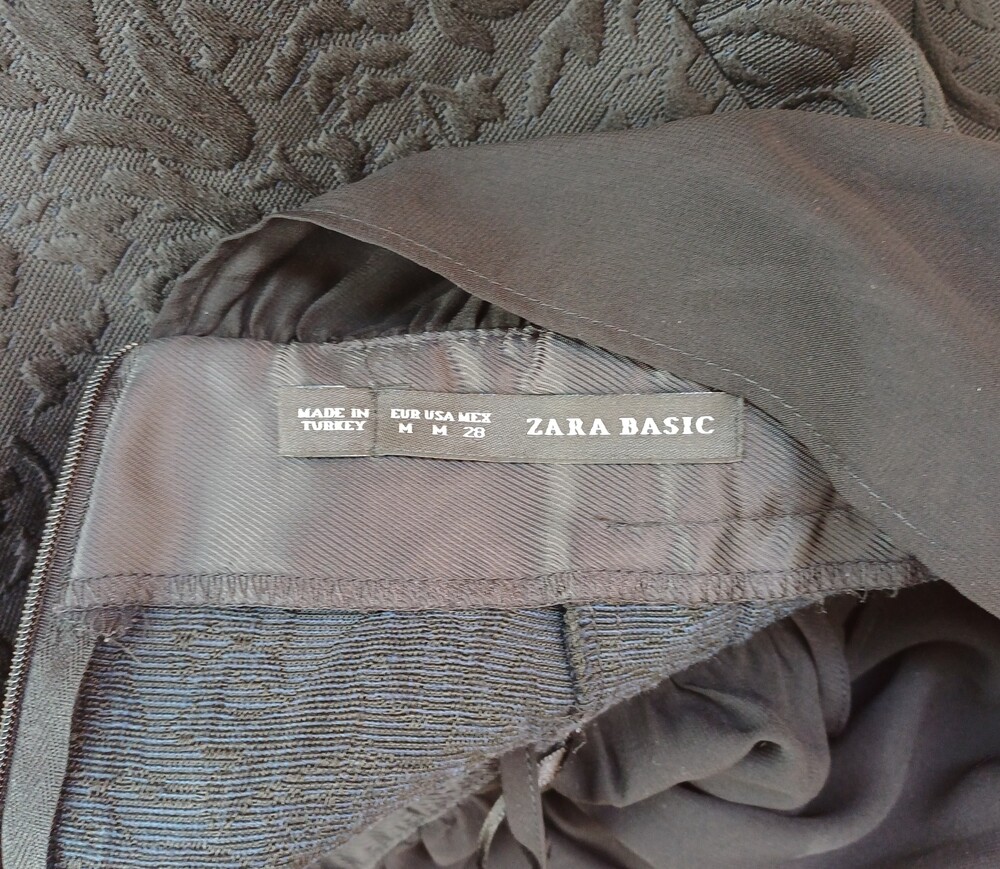 MADE IN
TURKEY
EUR USA MEX
M M 28
ZARA BASIC